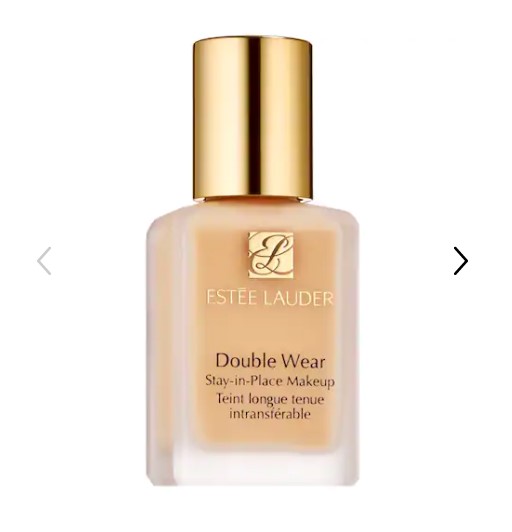 ESTĒE LAUDER
Double Wear
Stay-in-Place Makeup
Teint longue tenue
intransférable